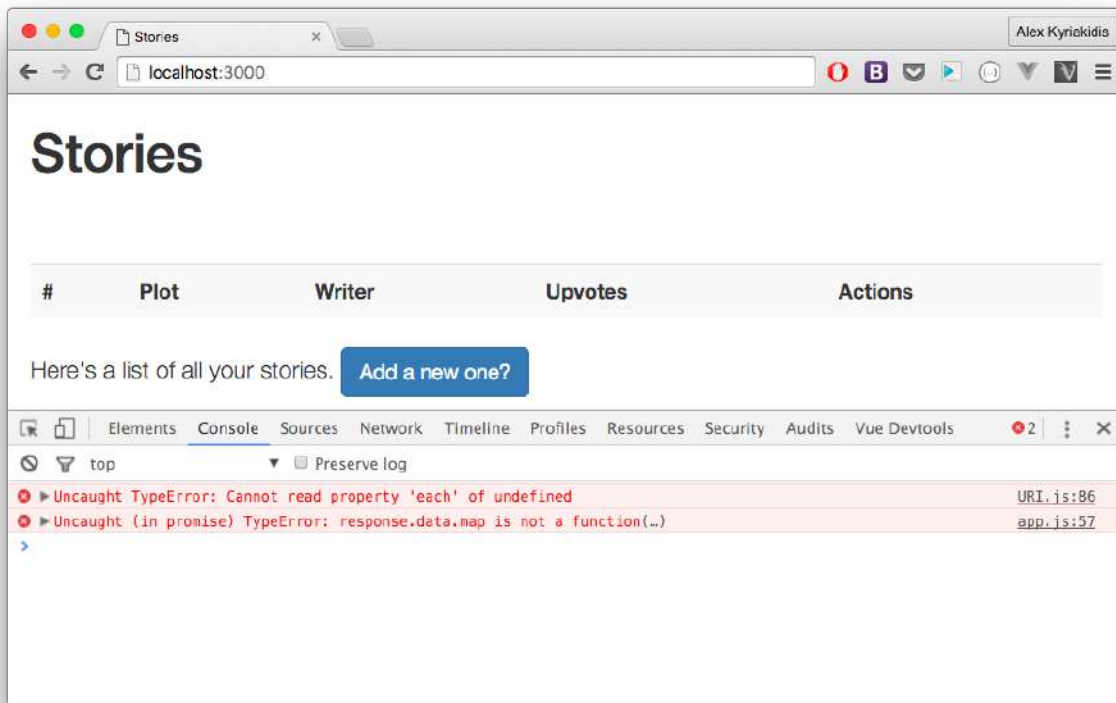 Stories
Alex Kyriakidis
localhost:3000
Stories
# Plot Writer Upvotes Actions
Here's a list of all your stories. Add a new one?
Elements Console Sources Network Timeline Profiles Resources Security Audits Vue Devtools 2
top Preserve log
Uncaught TypeError: Cannot read property 'each' of undefined URI.js:86
Uncaught (in promise) TypeError: response.data.map is not a function(…) app.js:57